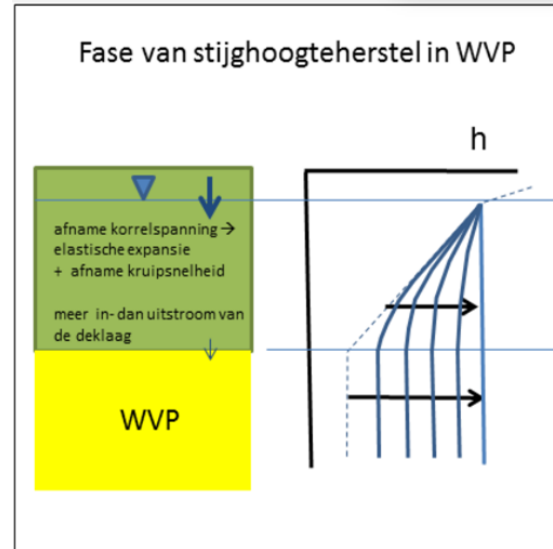 Fase van stijghoogteherstel in WVP
h
afname korrelspanning →
elastische expansie
+ afname kruipsnelheid
meer in- dan uitstroom van
de deklaag
WVP